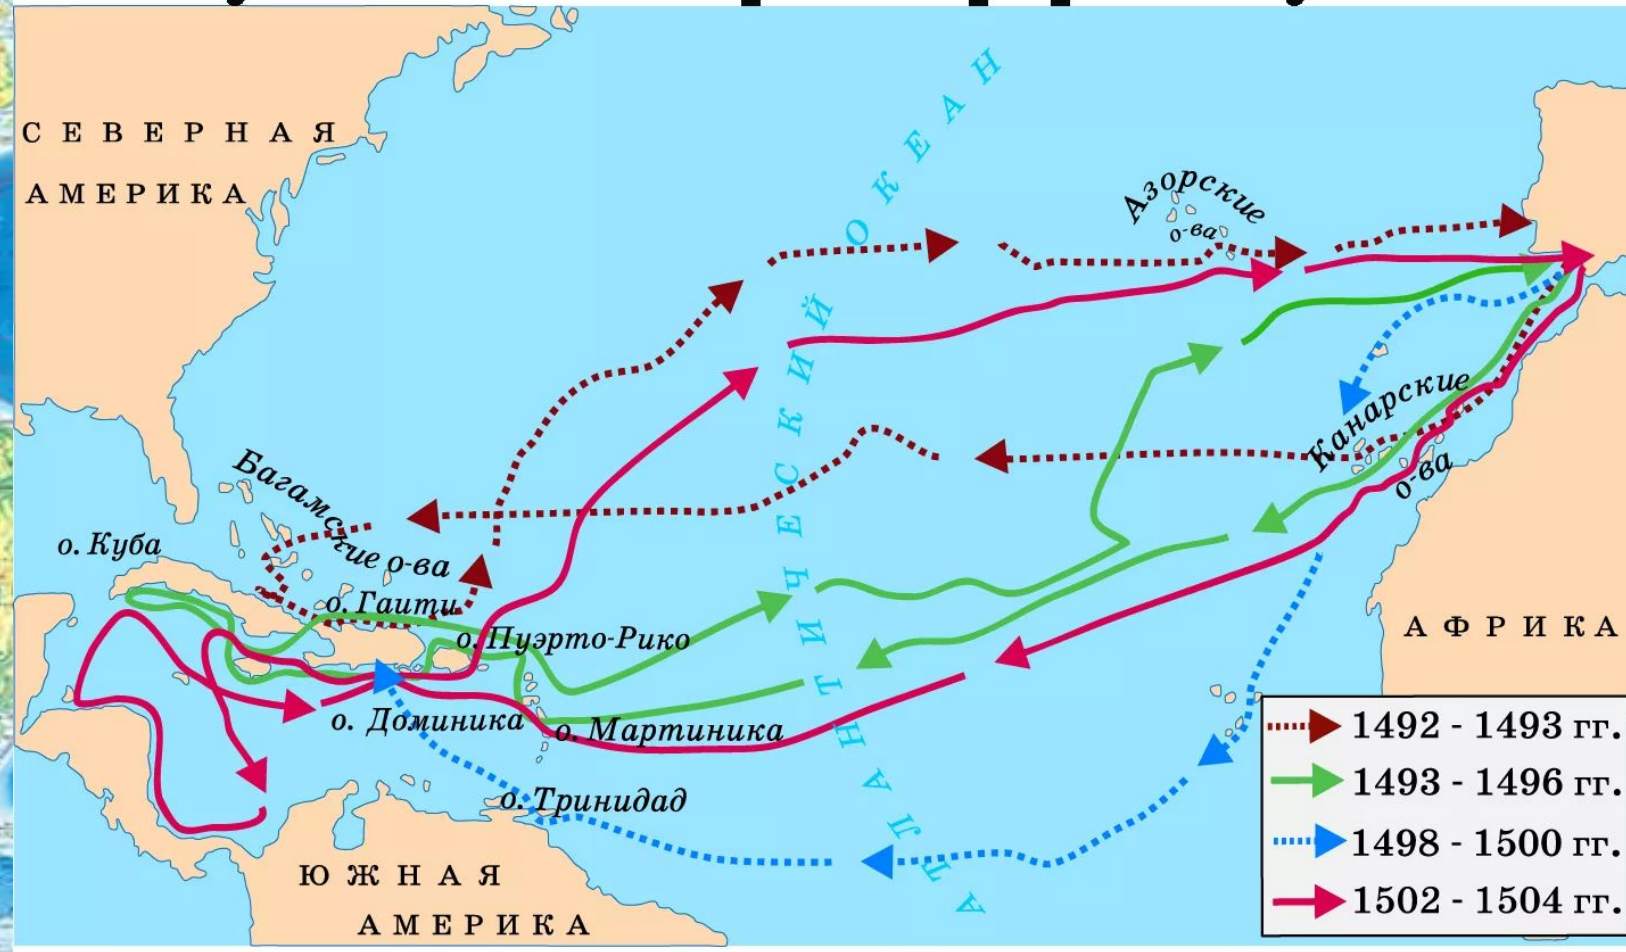 СЕВЕРНАЯ
АМЕРИКА
АТЛАНТИЧЕСКИЙ ОКЕАН
Азорские
о-ва
Канарские
о-ва
Багамские о-ва
о. Куба
о. Гаити
о. Пуэрто-Рико
о. Доминика
о. Мартиника
о. Тринидад
АФРИКА
ЮЖНАЯ
АМЕРИКА
1492 - 1493 гг.
1493 - 1496 гг.
1498 - 1500 гг.
1502 - 1504 гг.